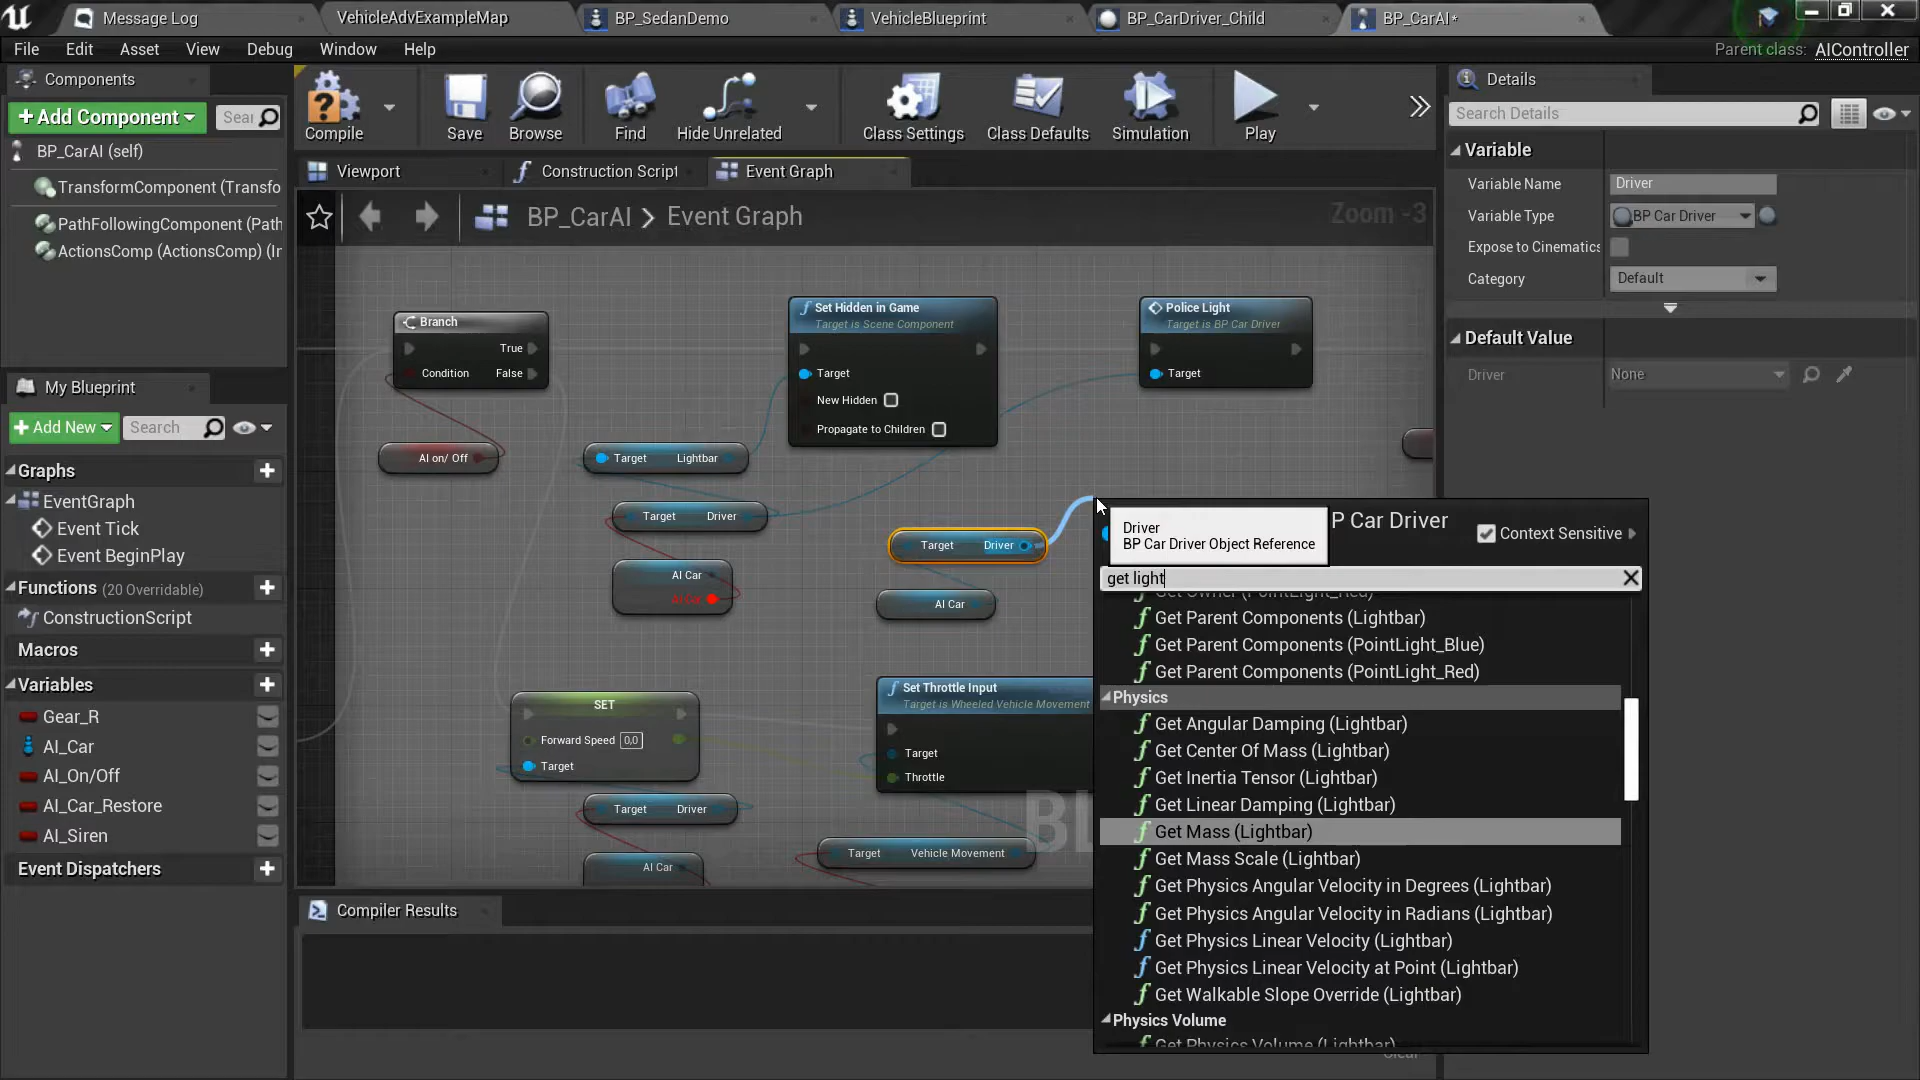 Message Log
VehicleAdvExampleMap
BP_SedanDemo
VehicleBlueprint
BP_CarDriver_Child
BP_CarAI*
File Edit Asset View Debug Window Help
Parent class: AIController
Components
+Add Component
Sear
BP_CarAI (self)
TransformComponent (Transfo
PathFollowingComponent (Path
ActionsComp (ActionsComp) (Ir
My Blueprint
+Add New
Search
Graphs
EventGraph
Event Tick
Event BeginPlay
Functions (20 Overridable)
ConstructionScript
Macros
Variables
Gear_R
AI_Car
AI_On/Off
AI_Car_Restore
AI_Siren
Event Dispatchers
Compile
Save
Browse
Find
Hide Unrelated
Class Settings
Class Defaults
Simulation
Play
Viewport
Construction Script
Event Graph
BP_CarAI > Event Graph
Zoom -3
Branch
True
Condition False
AI on/ Off
Set Hidden in Game
Target is Scene Component
Target
New Hidden
Propagate to Children
Police Light
Target is BP Car Driver
Target
Target Lightbar
Target Driver
AI Car
AI Car
Target Driver
AI Car
SET
Forward Speed 0,0
Target
Target Driver
AI Car
Set Throttle Input
Target is Wheeled Vehicle Movement
Target
Throttle
Target Vehicle Movement
BL
Compiler Results
Clear
Driver
BP Car Driver Object Reference
P Car Driver
Context Sensitive
get light
Get Owner (PointLight_Red)
Get Parent Components (Lightbar)
Get Parent Components (PointLight_Blue)
Get Parent Components (PointLight_Red)
Physics
Get Angular Damping (Lightbar)
Get Center Of Mass (Lightbar)
Get Inertia Tensor (Lightbar)
Get Linear Damping (Lightbar)
Get Mass (Lightbar)
Get Mass Scale (Lightbar)
Get Physics Angular Velocity in Degrees (Lightbar)
Get Physics Angular Velocity in Radians (Lightbar)
Get Physics Linear Velocity (Lightbar)
Get Physics Linear Velocity at Point (Lightbar)
Get Walkable Slope Override (Lightbar)
Physics Volume
Get Physics Volume (Lightbar)
Details
Search Details
Variable
Variable Name Driver
Variable Type BP Car Driver
Expose to Cinematics
Category Default
Default Value
Driver None